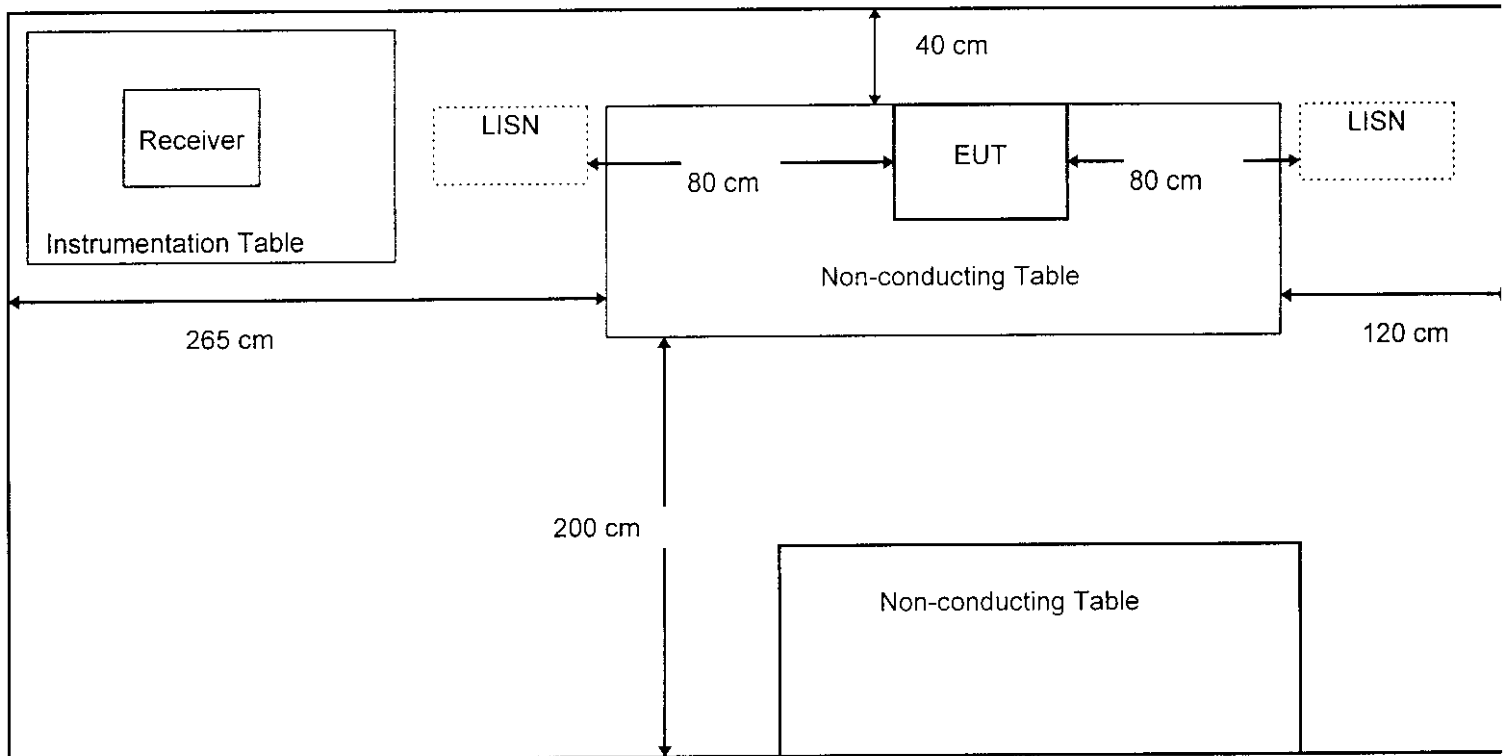 40 cm
LISN
LISN
Receiver
EUT
80 cm
80 cm
Instrumentation Table
Non-conducting Table
265 cm
120 cm
200 cm
Non-conducting Table